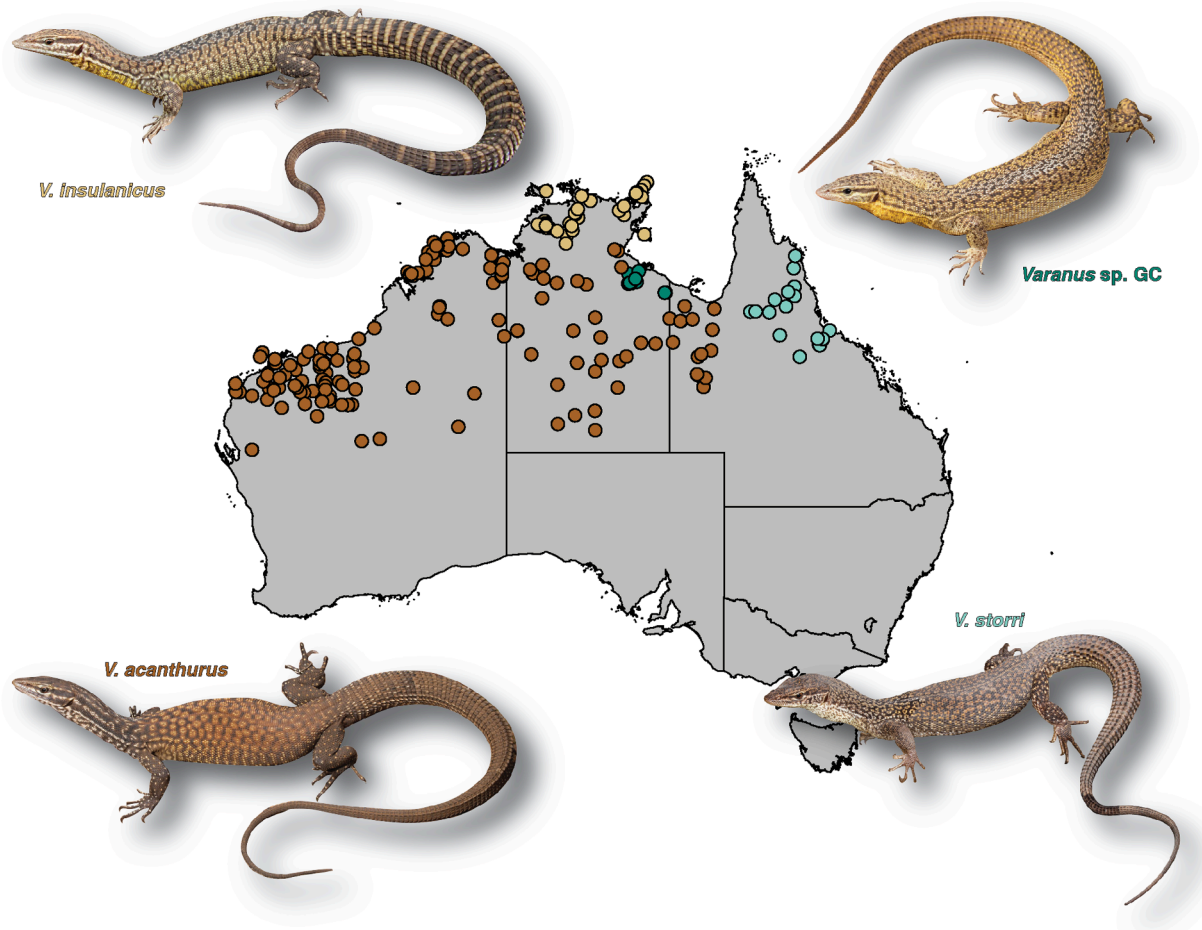 V. insulanicus
Varanus sp. GC
V. acanthurus
V. storri